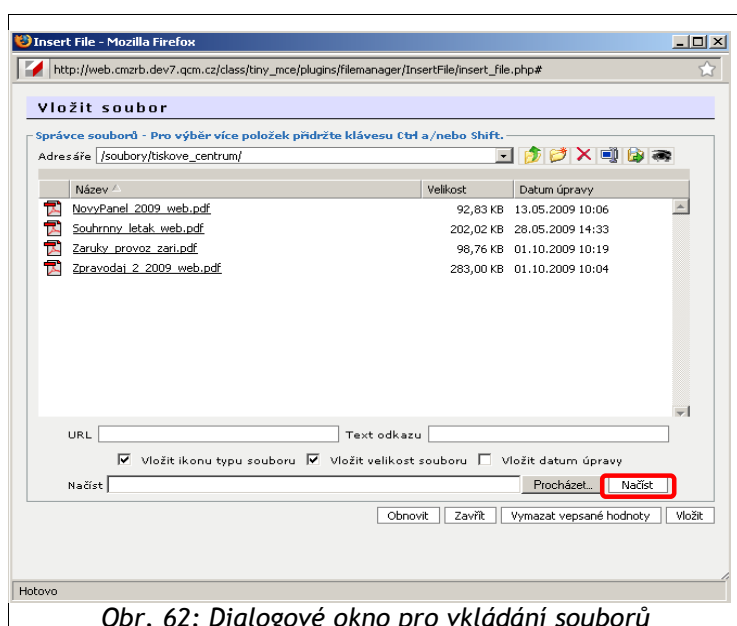 Insert File - Mozilla Firefox
http://web.cmzrb.dev7.qcm.cz/class/tiny_mce/plugins/filemanager/InsertFile/insert_file.php#
Vložit soubor
Správce souborů - Pro výběr více položek přidržte klávesu Ctrl a/nebo Shift.
Adresáře /soubory/tiskove_centrum/
Název Velikost Datum úpravy
NovyPanel_2009_web.pdf 92,83 KB 13.05.2009 10:06
Souhrnny_letak_web.pdf 202,02 KB 28.05.2009 14:33
Zaruky_provoz_zari.pdf 98,76 KB 01.10.2009 10:19
Zpravodaj_2_2009_web.pdf 283,00 KB 01.10.2009 10:04
URL Text odkazu
Vložit ikonu typu souboru Vložit velikost souboru Vložit datum úpravy
Načíst Procházet... Načíst
Obnovit Zavřít Vymazat vepsané hodnoty Vložit
Hotovo
Obr. 62: Dialogové okno pro vkládání souborů